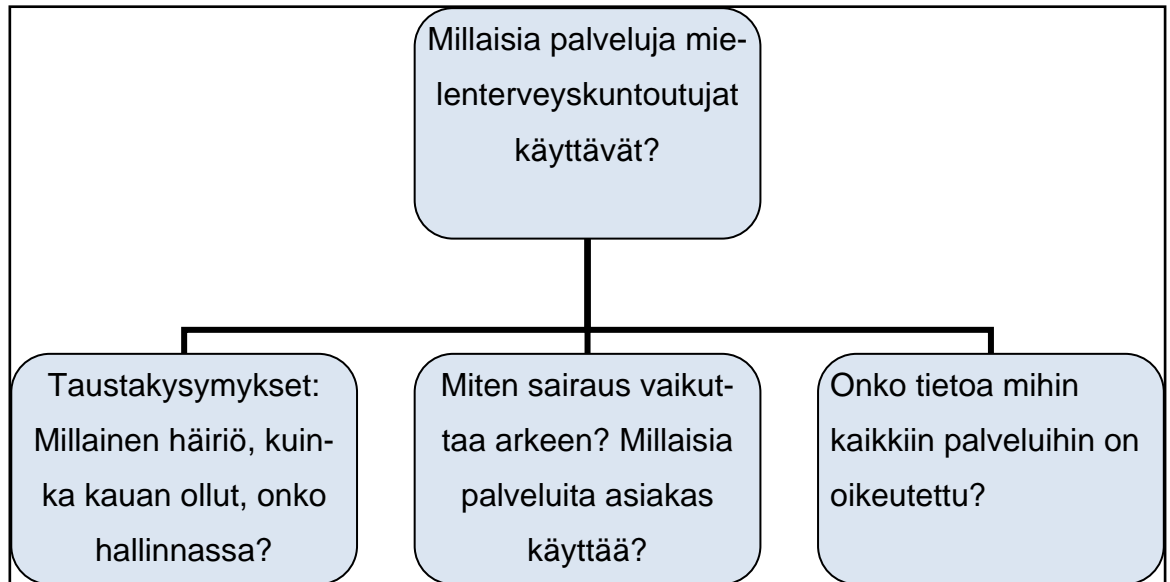 Millaisia palveluja mie-
lenterveyskuntoutujat
käyttävät?
Taustakysymykset:
Millainen häiriö, kuin-
ka kauan ollut, onko
hallinnassa?
Miten sairaus vaikut-
taa arkeen? Millaisia
palveluita asiakas
käyttää?
Onko tietoa mihin
kaikkiin palveluihin on
oikeutettu?